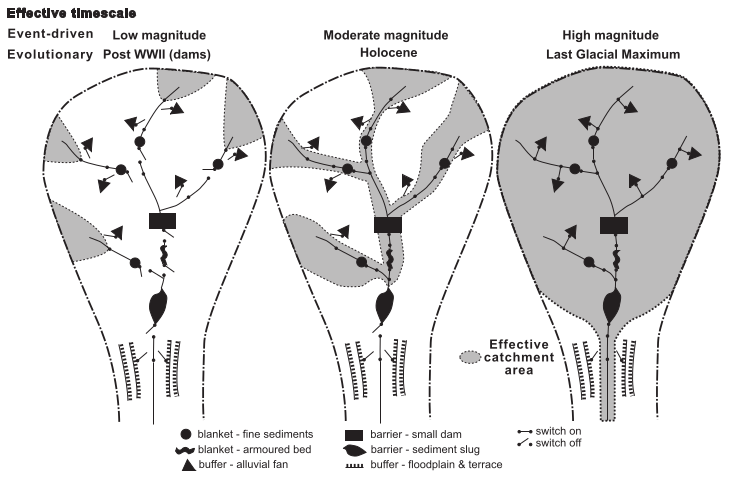 Effective timescale
Event-driven Low magnitude Moderate magnitude High magnitude
Evolutionary Post WWII (dams) Holocene Last Glacial Maximum
Effective
catchment
area
blanket - fine sediments barrier - small dam switch on
blanket - armoured bed barrier - sediment slug switch off
buffer - alluvial fan buffer - floodplain & terrace